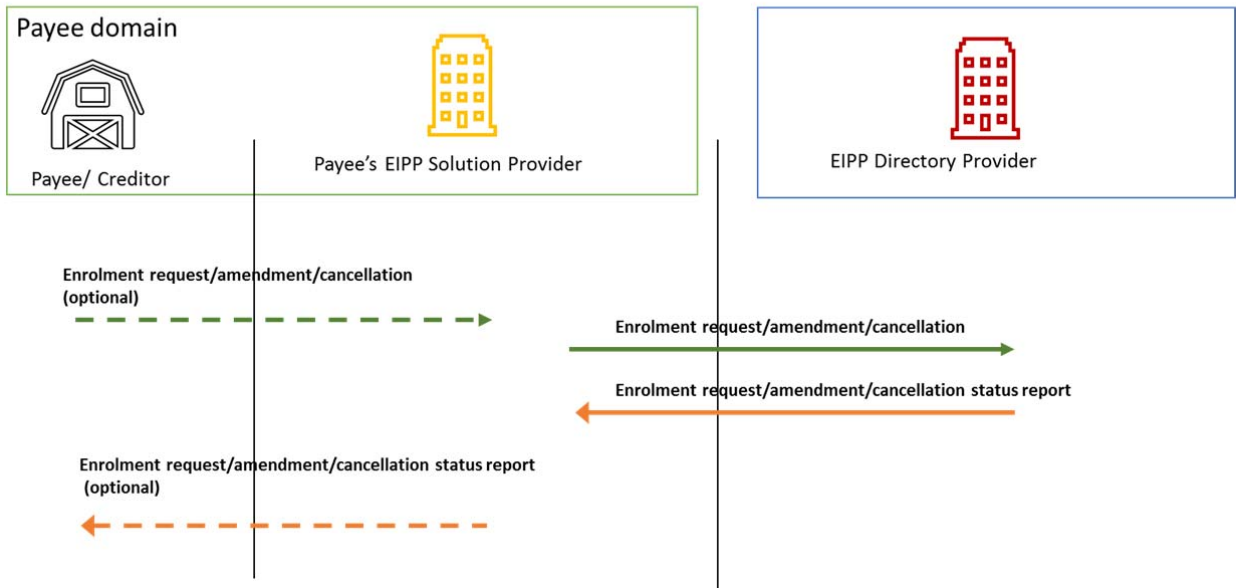 Payee domain
Payee/ Creditor
Payee's EIPP Solution Provider
EIPP Directory Provider
Enrolment request/amendment/cancellation
(optional)
Enrolment request/amendment/cancellation
Enrolment request/amendment/cancellation status report
Enrolment request/amendment/cancellation status report
(optional)